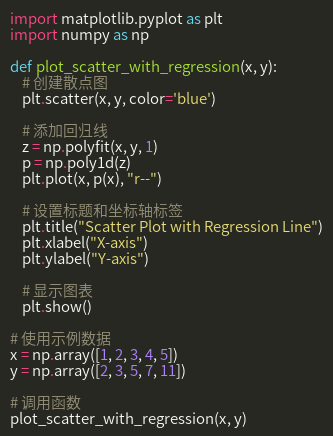 import matplotlib.pyplot as plt
import numpy as np

def plot_scatter_with_regression(x, y):
    # 创建散点图
    plt.scatter(x, y, color='blue')

    # 添加回归线
    z = np.polyfit(x, y, 1)
    p = np.poly1d(z)
    plt.plot(x, p(x), "r--")

    # 设置标题和坐标轴标签
    plt.title("Scatter Plot with Regression Line")
    plt.xlabel("X-axis")
    plt.ylabel("Y-axis")

    # 显示图表
    plt.show()

# 使用示例数据
x = np.array([1, 2, 3, 4, 5])
y = np.array([2, 3, 5, 7, 11])

# 调用函数
plot_scatter_with_regression(x, y)